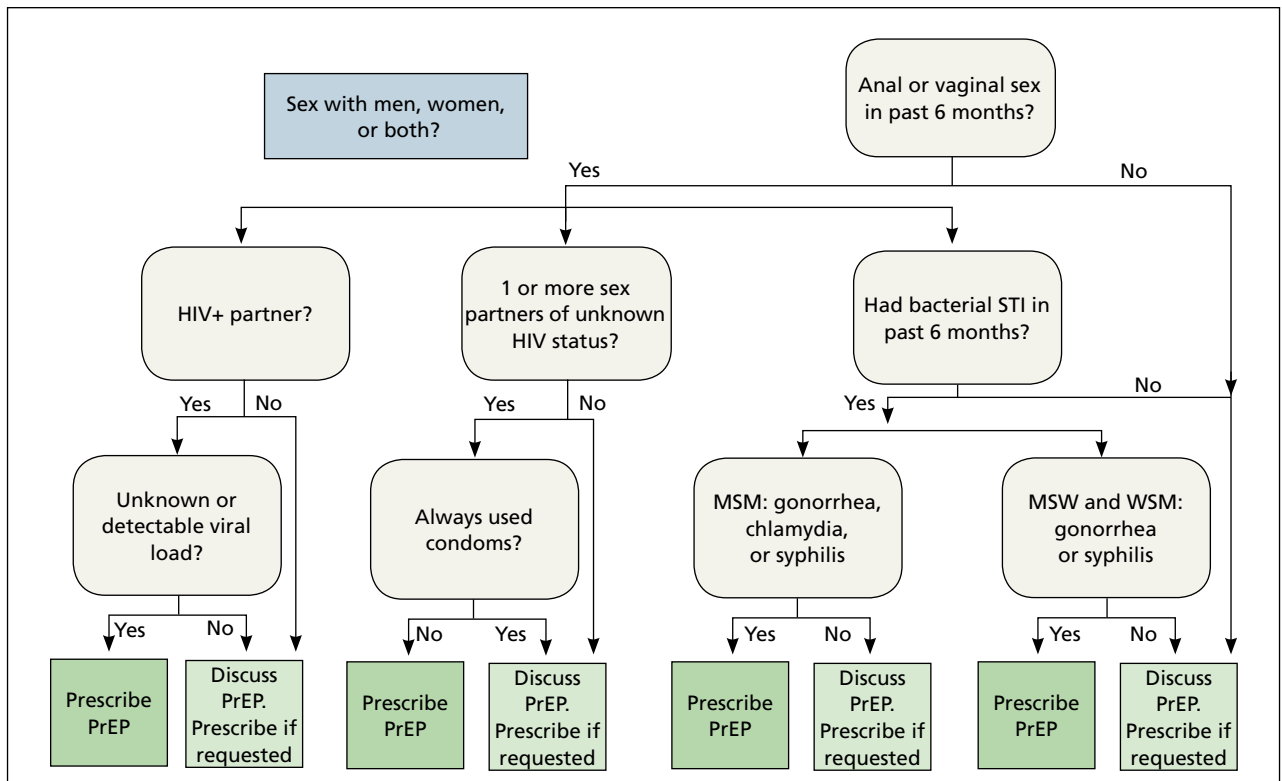 Sex with men, women,
or both?
Anal or vaginal sex
in past 6 months?
Yes
No
HIV+ partner?
1 or more sex
partners of unknown
HIV status?
Had bacterial STI in
past 6 months?
Yes
No
Yes
No
Yes
No
Unknown or
detectable viral
load?
Always used
condoms?
MSM: gonorrhea,
chlamydia,
or syphilis
MSW and WSM:
gonorrhea
or syphilis
Yes
No
No
Yes
Yes
No
Yes
No
Prescribe
PrEP
Discuss
PrEP.
Prescribe if
requested
Prescribe
PrEP
Discuss
PrEP.
Prescribe if
requested
Prescribe
PrEP
Discuss
PrEP.
Prescribe if
requested
Prescribe
PrEP
Discuss
PrEP.
Prescribe if
requested